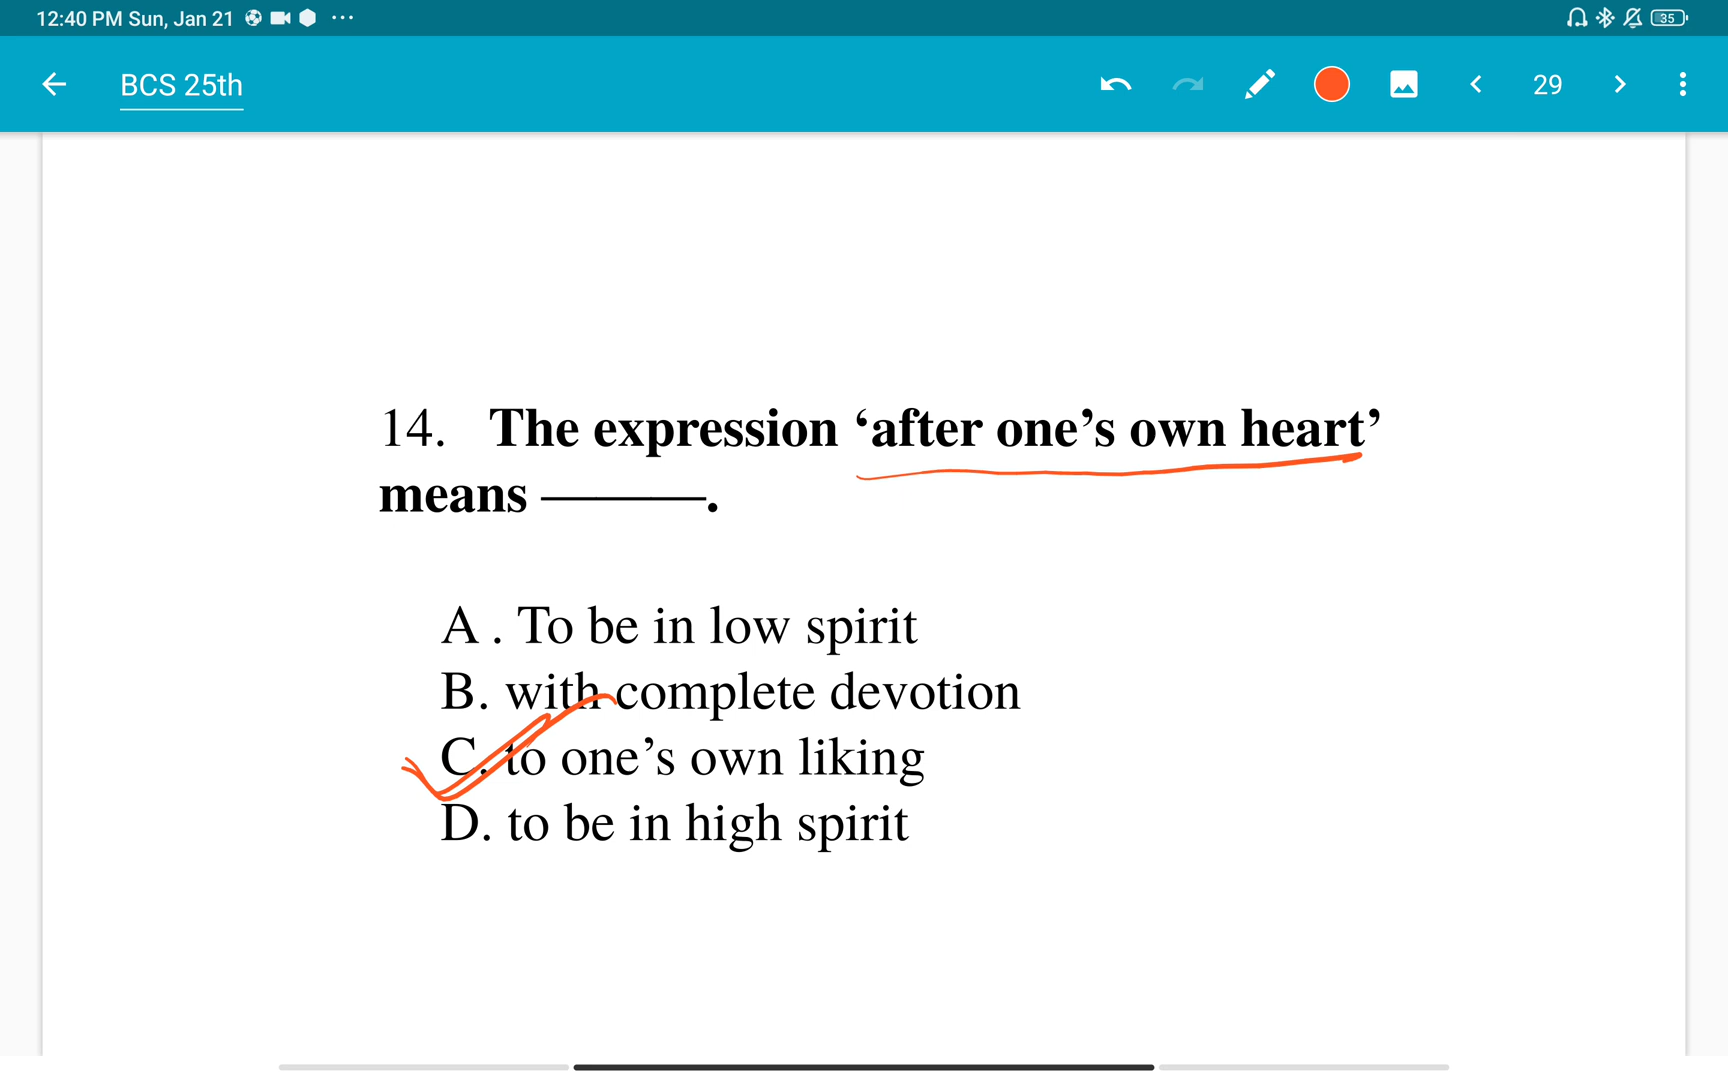 12:40 PM Sun, Jan 21
35
BCS 25th
29
14. The expression ‘after one’s own heart’
means ———.
A . To be in low spirit
B. with complete devotion
C. to one’s own liking
D. to be in high spirit